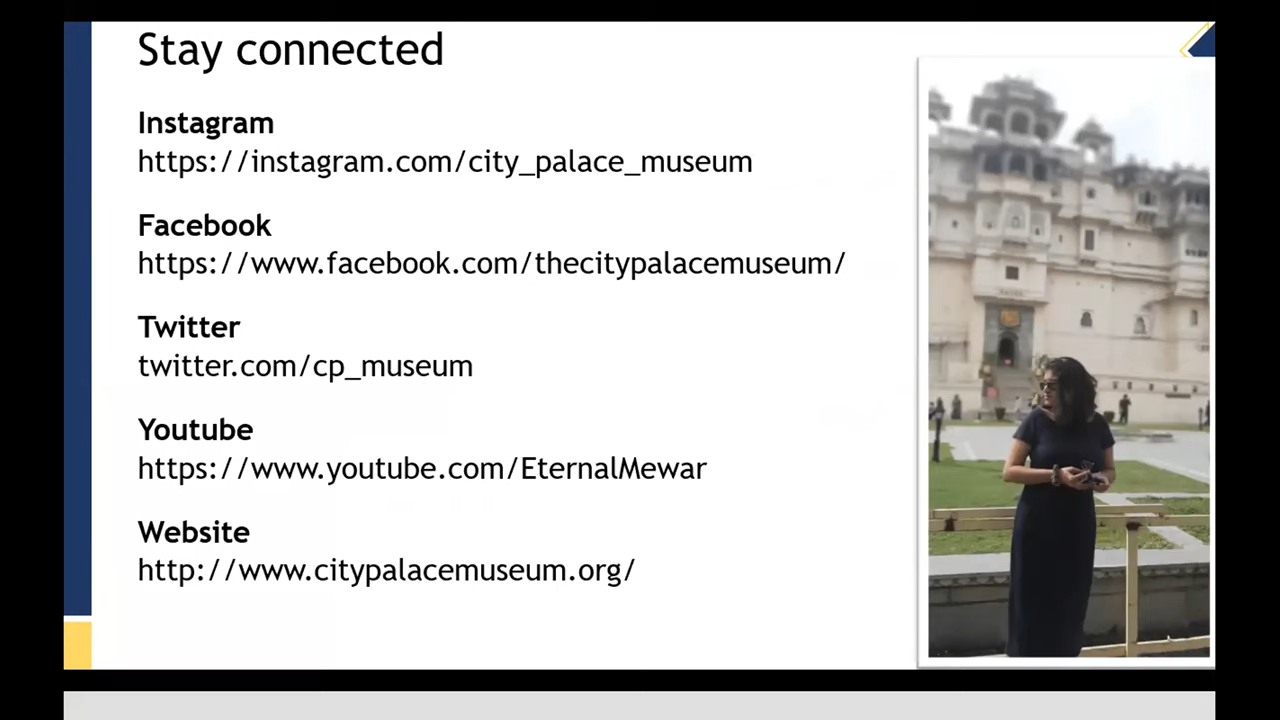 Stay connected
Instagram
https://instagram.com/city_palace_museum
Facebook
https://www.facebook.com/thecitypalacemuseum/
Twitter
twitter.com/cp_museum
Youtube
https://www.youtube.com/EternalMewar
Website
http://www.citypalacemuseum.org/